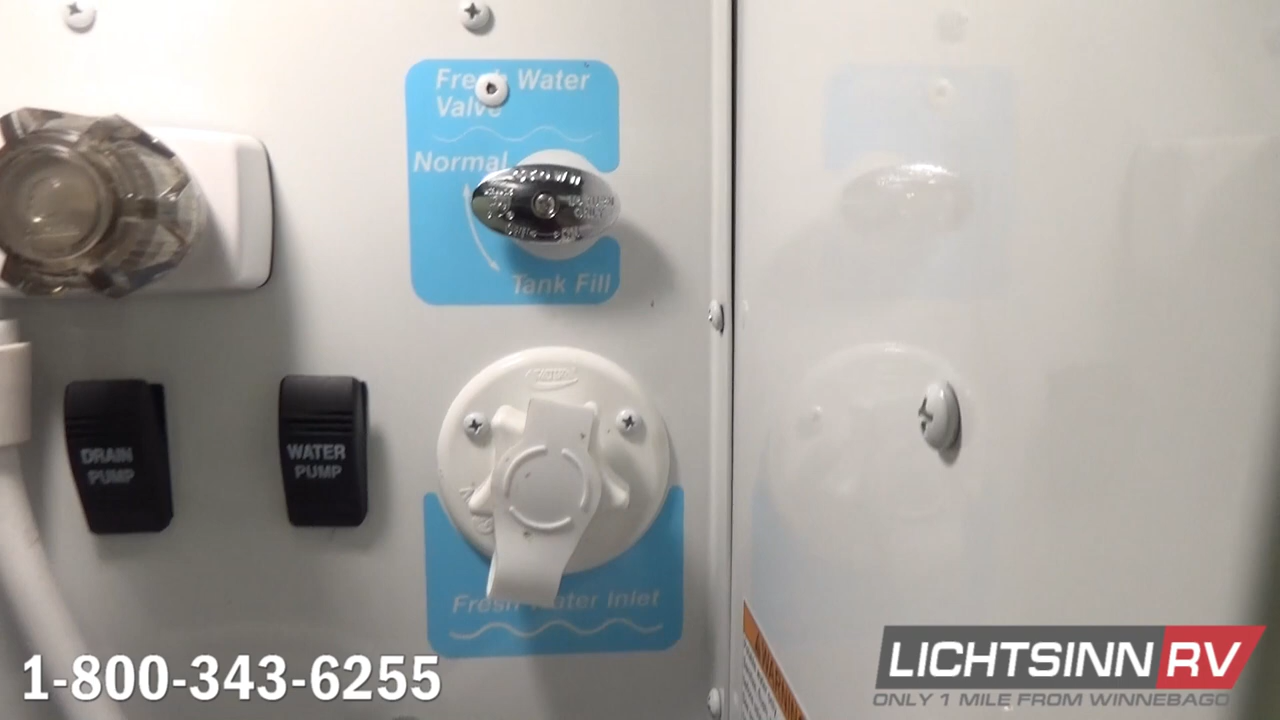 Fresh Water
Valve
Normal
Tank Fill
DRAIN
PUMP
WATER
PUMP
Fresh Water Inlet
1-800-343-6255
LICHTSINN RV
ONLY 1 MILE FROM WINNEBAGO